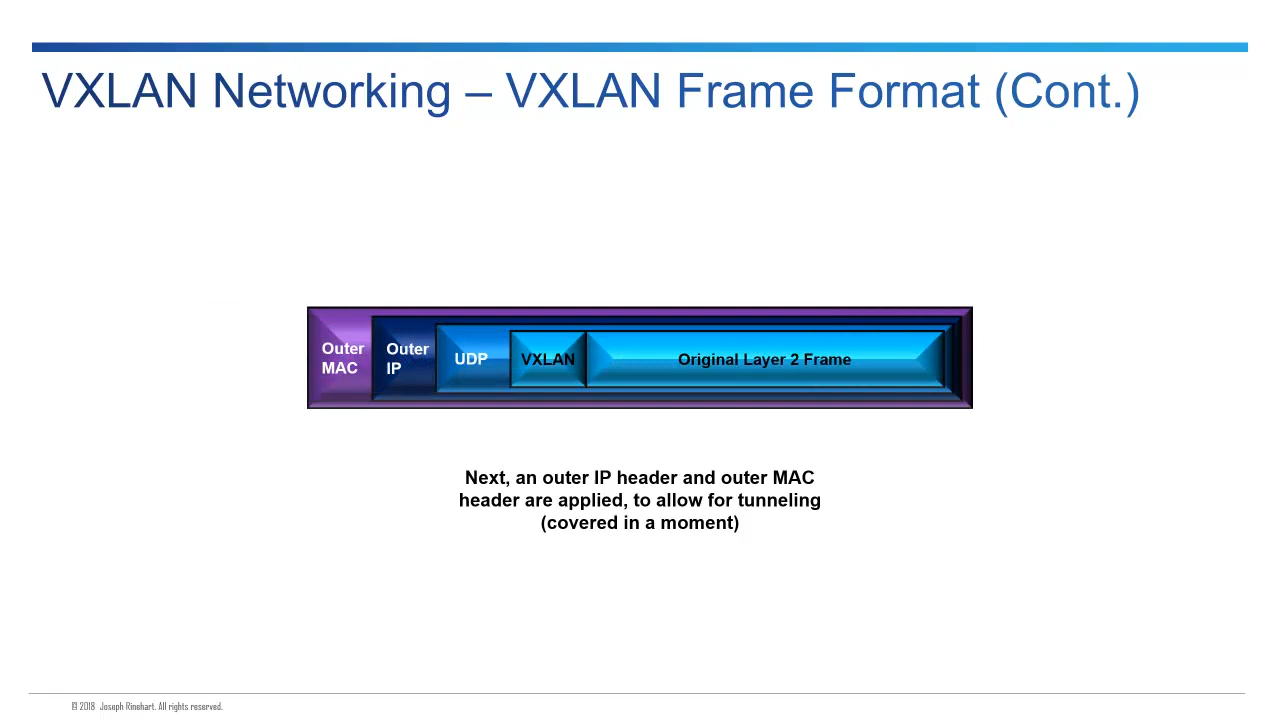 VXLAN Networking – VXLAN Frame Format (Cont.)
Outer
MAC
Outer
IP
UDP
VXLAN
Original Layer 2 Frame
Next, an outer IP header and outer MAC
header are applied, to allow for tunneling
(covered in a moment)
© 2018 Joseph Rinehart. All rights reserved.